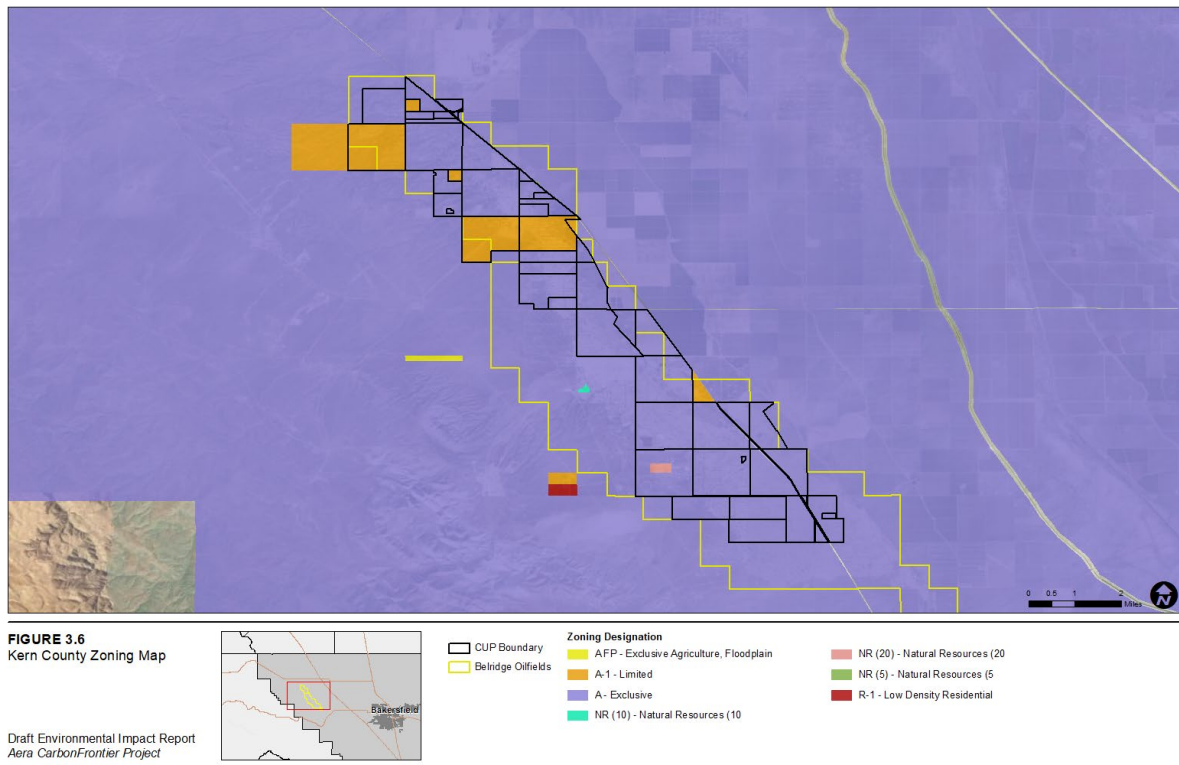 0 0.5 1 2
Miles
N
FIGURE 3.6
Kern County Zoning Map
Draft Environmental Impact Report
Aera CarbonFrontier Project
Bakersfield
CUP Boundary
Belridge Oilfields
Zoning Designation
AFP - Exclusive Agriculture, Floodplain
A-1 - Limited
A - Exclusive
NR (10) - Natural Resources (10
NR (20) - Natural Resources (20
NR (5) - Natural Resources (5
R-1 - Low Density Residential